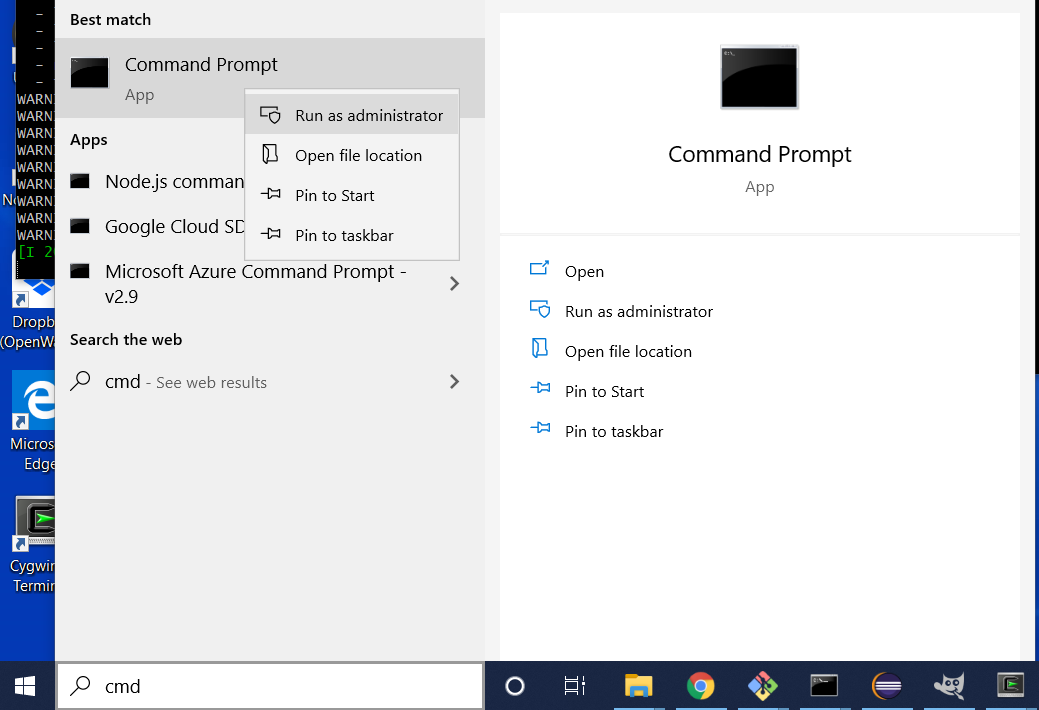 Best match
Command Prompt
App
Run as administrator
Open file location
Pin to Start
Pin to taskbar
Apps
Node.js comman
Google Cloud SD
Microsoft Azure Command Prompt -
v2.9
Search the web
cmd - See web results
cmd
Command Prompt
App
Open
Run as administrator
Open file location
Pin to Start
Pin to taskbar
WARN
WARN
WARN
WARN
WARN
WARN
WARN
WARN
WARN
[I 2
Dropb
(OpenWa
Micros
Edge
Cygwin
Termin